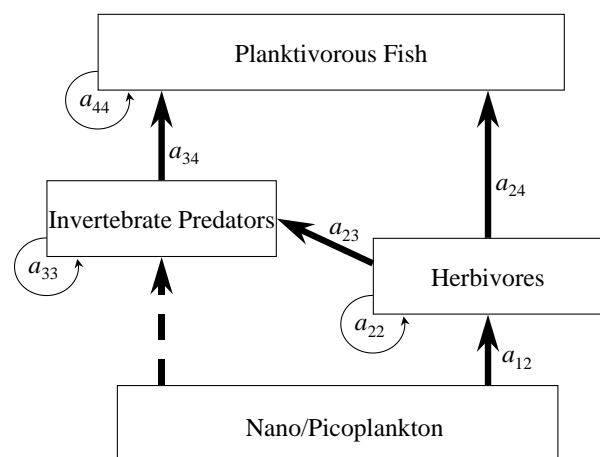 Planktivorous Fish
a₄₄
a₃₄
a₂₄
Invertebrate Predators
a₂₃
a₃₃
Herbivores
a₂₂
a₁₂
Nano/Picoplankton